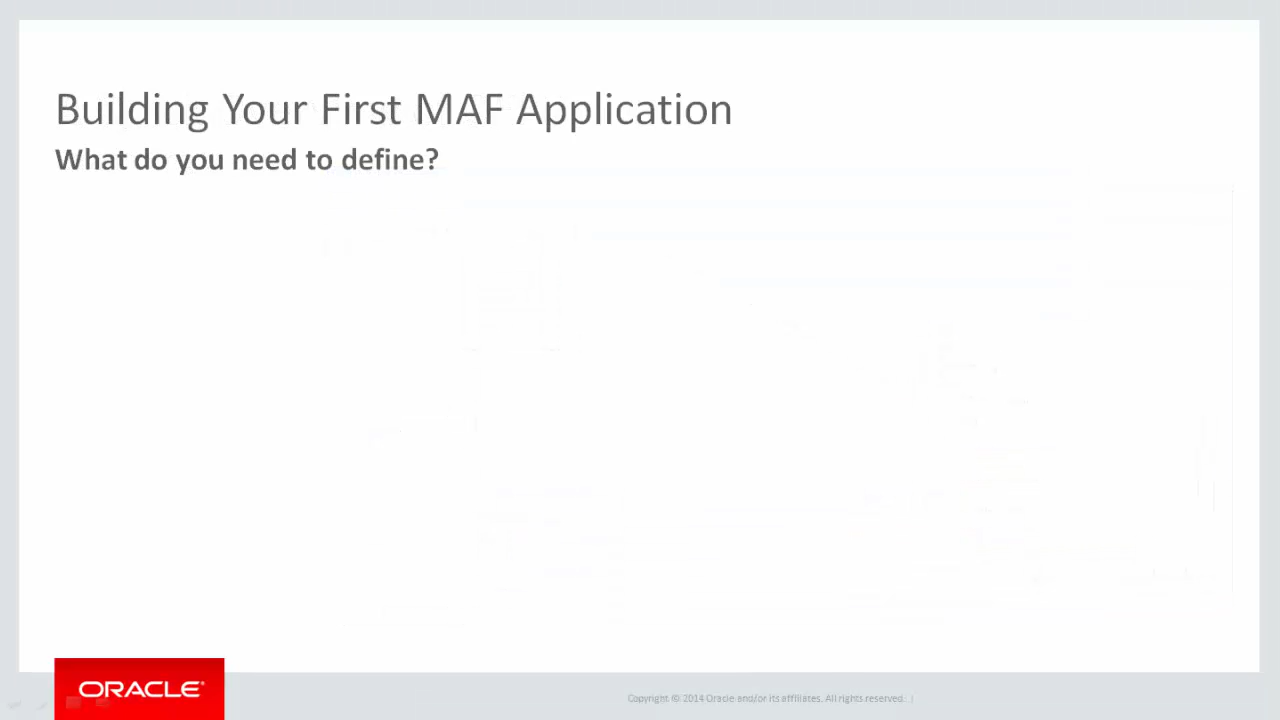 Building Your First MAF Application
What do you need to define?
ORACLE®
Copyright © 2014 Oracle and/or its affiliates. All rights reserved. |